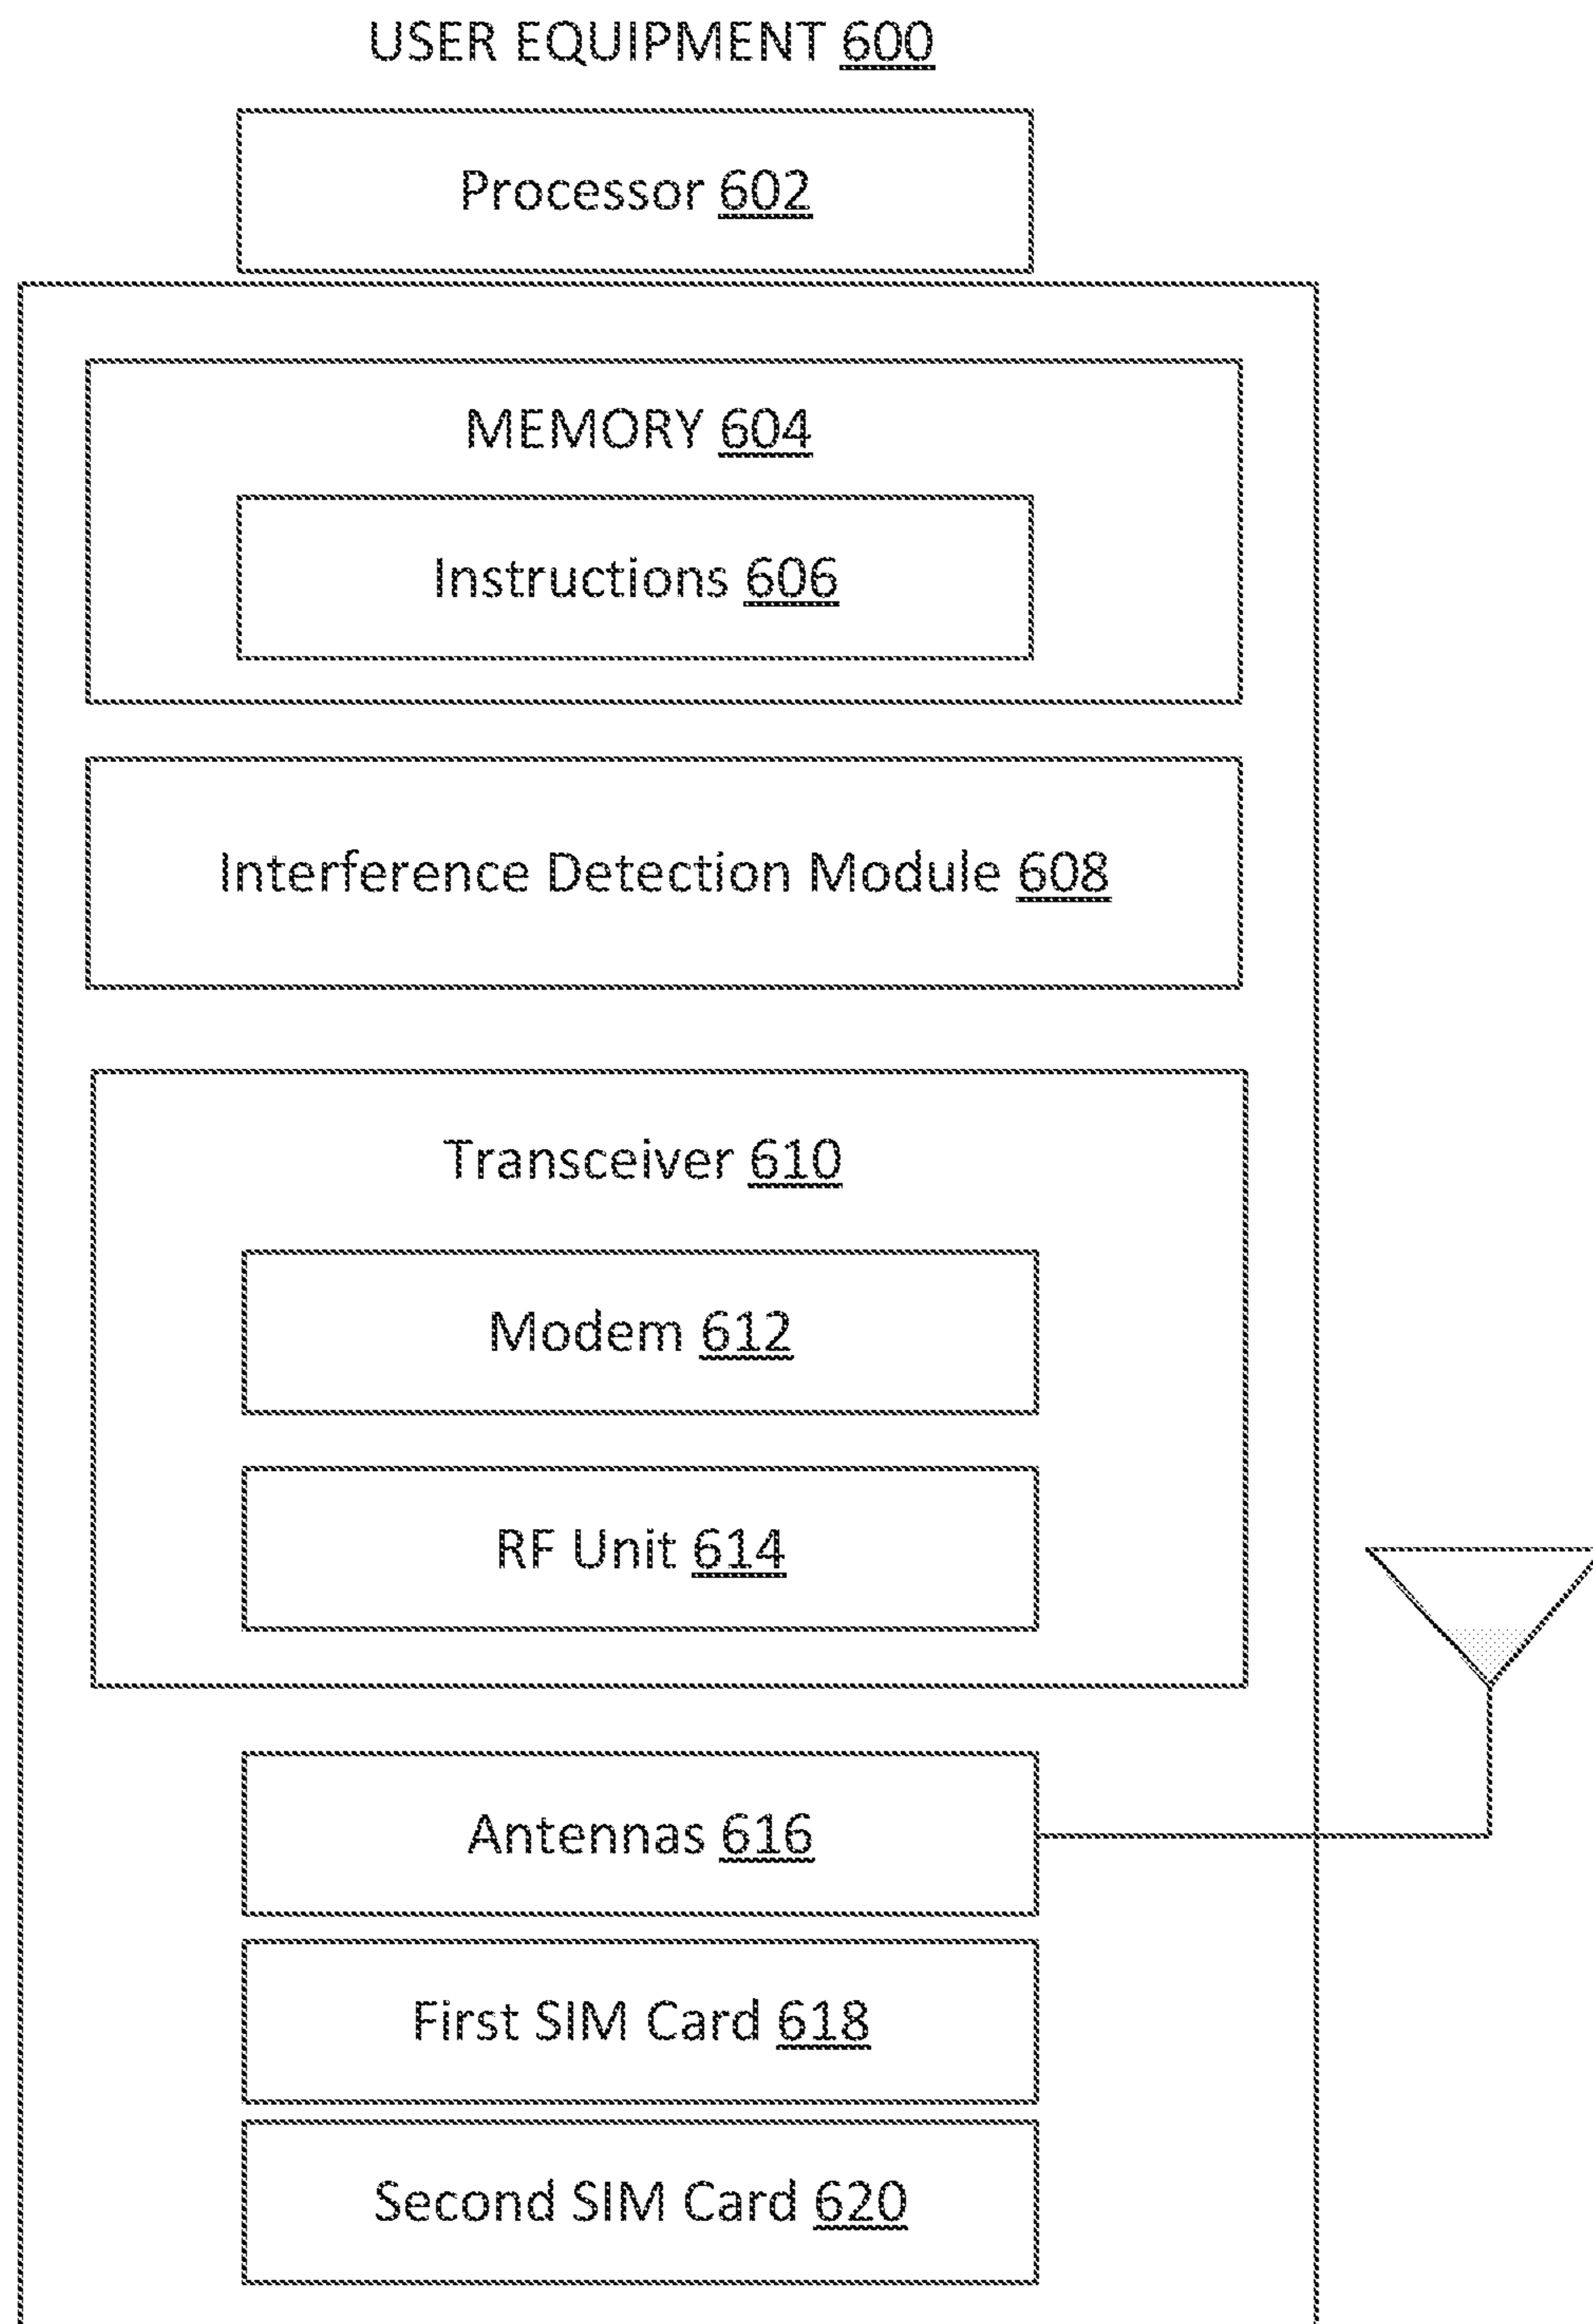 USER EQUIPMENT 600
Processor 602
MEMORY 604
Instructions 606
Interference Detection Module 608
Transceiver 610
Modem 612
RF Unit 614
Antennas 616
First SIM Card 618
Second SIM Card 620